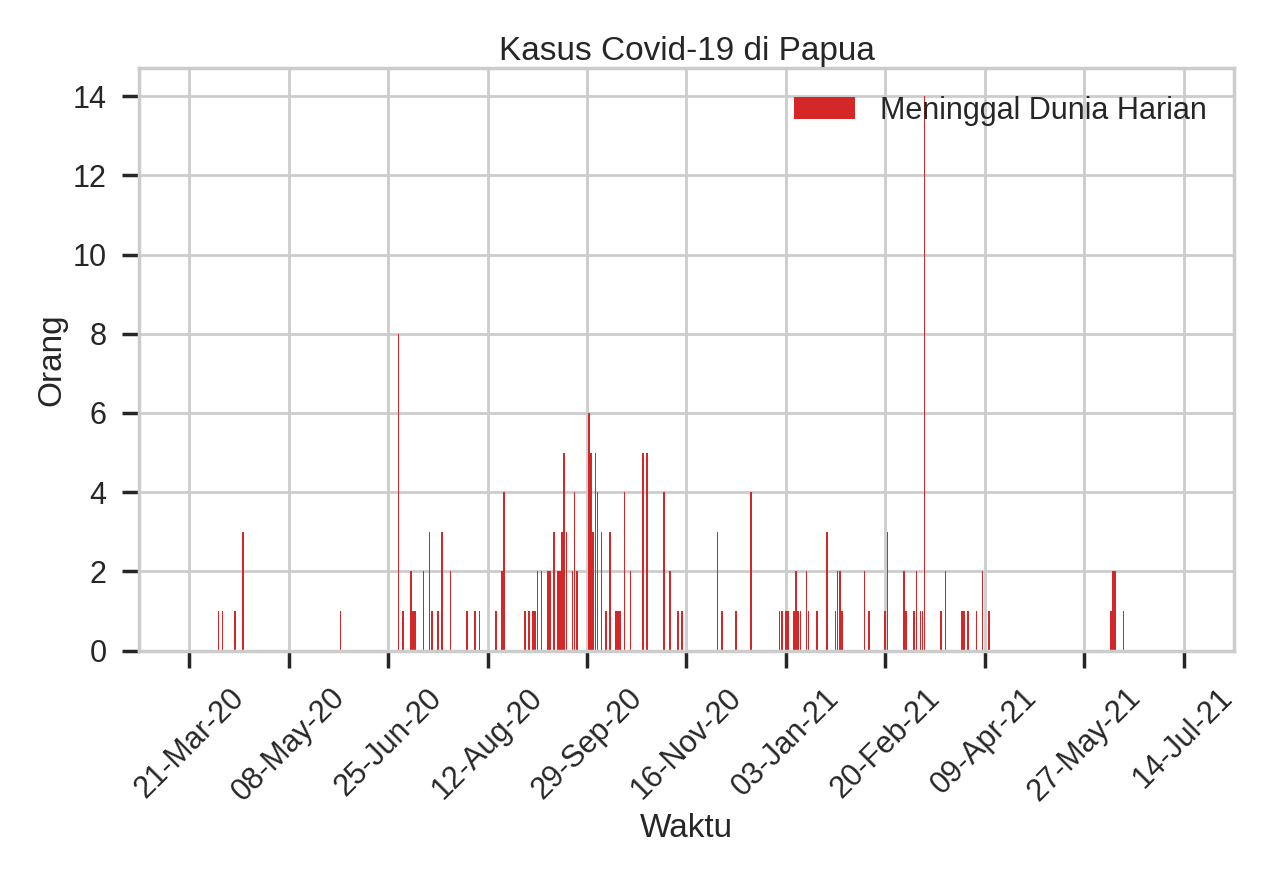 Kasus Covid-19 di Papua
Meninggal Dunia Harian
14
12
10
8
6
4
2
0
Orang
21-Mar-20
08-May-20
25-Jun-20
12-Aug-20
29-Sep-20
16-Nov-20
03-Jan-21
20-Feb-21
09-Apr-21
27-May-21
14-Jul-21
Waktu